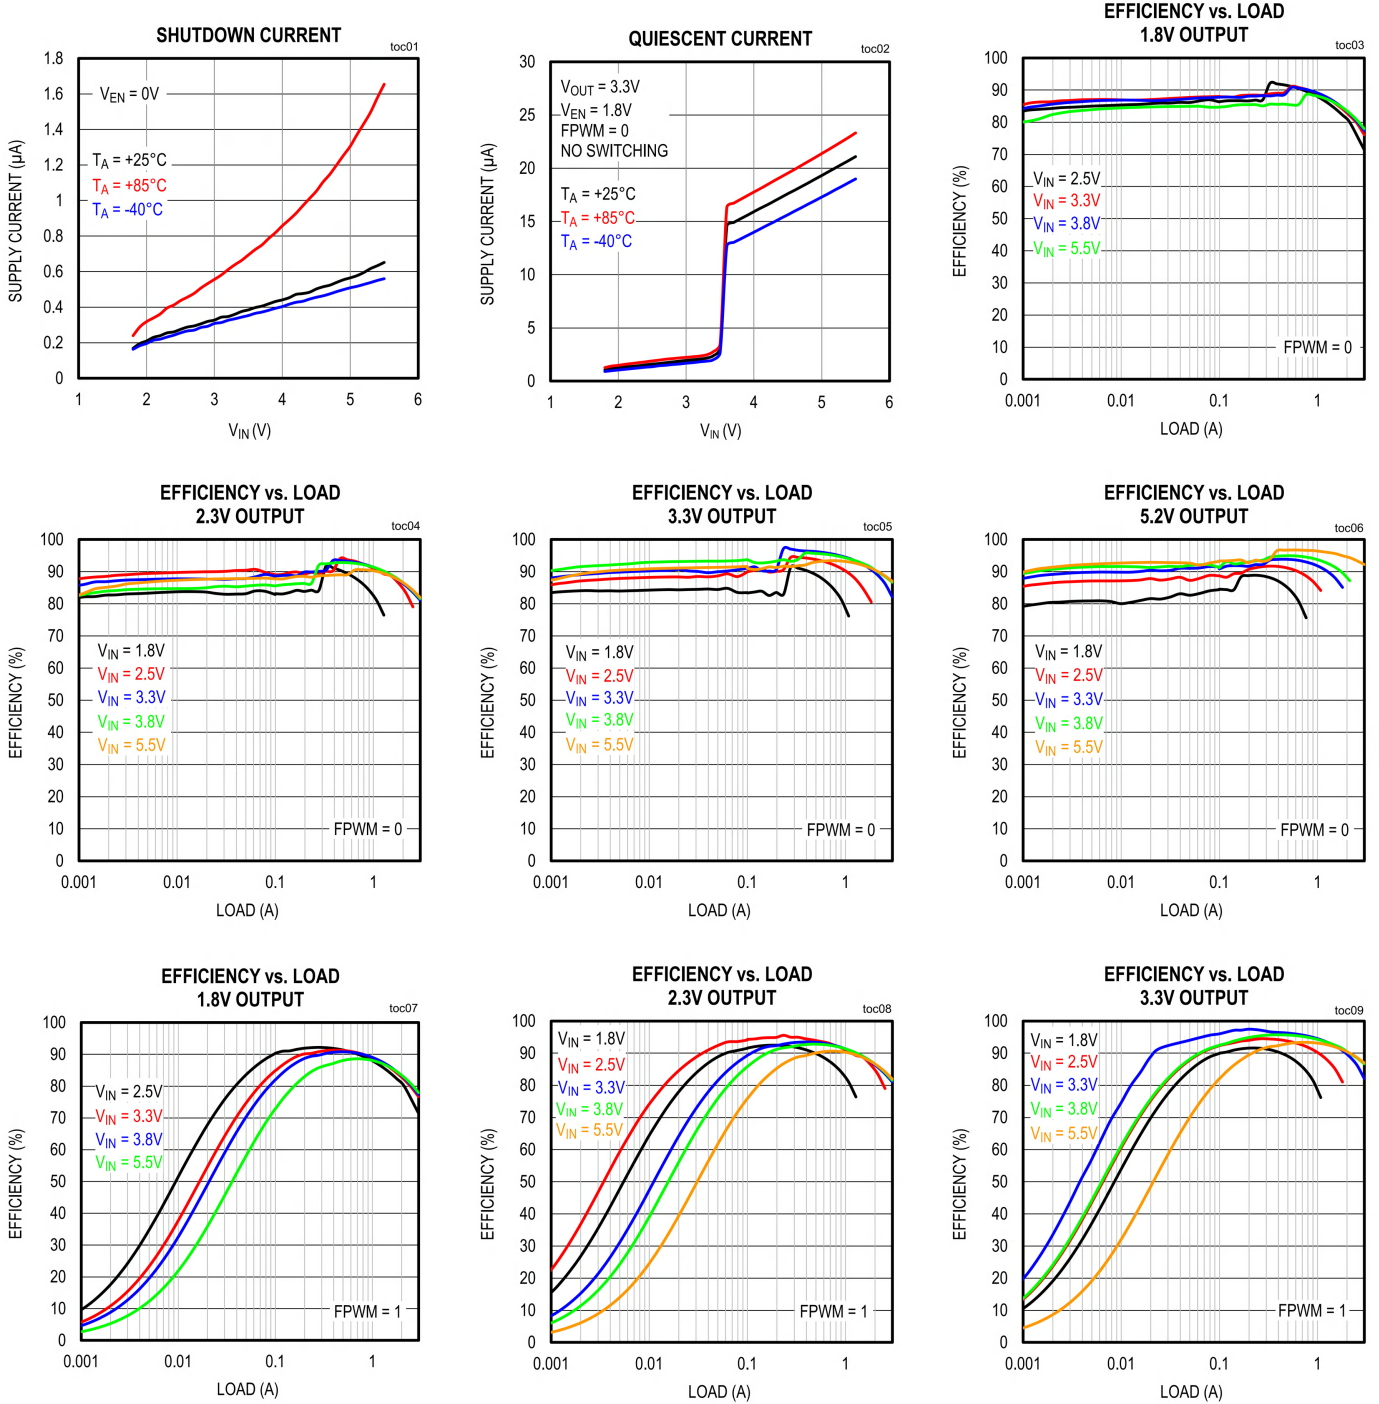 SHUTDOWN CURRENT
toc01
SUPPLY CURRENT (µA)
1.8
1.6
1.4
1.2
1
0.8
0.6
0.4
0.2
0
VEN = 0V
TA = +25°C
TA = +85°C
TA = -40°C
1 2 3 4 5 6
VIN (V)
QUIESCENT CURRENT
toc02
SUPPLY CURRENT (µA)
30
25
20
15
10
5
0
VOUT = 3.3V
VEN = 1.8V
FPWM = 0
NO SWITCHING
TA = +25°C
TA = +85°C
TA = -40°C
1 2 3 4 5 6
VIN (V)
EFFICIENCY vs. LOAD
1.8V OUTPUT
toc03
EFFICIENCY (%)
100
90
80
70
60
50
40
30
20
10
0
VIN = 2.5V
VIN = 3.3V
VIN = 3.8V
VIN = 5.5V
FPWM = 0
0.001 0.01 0.1 1
LOAD (A)
EFFICIENCY vs. LOAD
2.3V OUTPUT
toc04
EFFICIENCY (%)
100
90
80
70
60
50
40
30
20
10
0
VIN = 1.8V
VIN = 2.5V
VIN = 3.3V
VIN = 3.8V
VIN = 5.5V
FPWM = 0
0.001 0.01 0.1 1
LOAD (A)
EFFICIENCY vs. LOAD
3.3V OUTPUT
toc05
EFFICIENCY (%)
100
90
80
70
60
50
40
30
20
10
0
VIN = 1.8V
VIN = 2.5V
VIN = 3.3V
VIN = 3.8V
VIN = 5.5V
FPWM = 0
0.001 0.01 0.1 1
LOAD (A)
EFFICIENCY vs. LOAD
5.2V OUTPUT
toc06
EFFICIENCY (%)
100
90
80
70
60
50
40
30
20
10
0
VIN = 1.8V
VIN = 2.5V
VIN = 3.3V
VIN = 3.8V
VIN = 5.5V
FPWM = 0
0.001 0.01 0.1 1
LOAD (A)
EFFICIENCY vs. LOAD
1.8V OUTPUT
toc07
EFFICIENCY (%)
100
90
80
70
60
50
40
30
20
10
0
VIN = 2.5V
VIN = 3.3V
VIN = 3.8V
VIN = 5.5V
FPWM = 1
0.001 0.01 0.1 1
LOAD (A)
EFFICIENCY vs. LOAD
2.3V OUTPUT
toc08
EFFICIENCY (%)
100
90
80
70
60
50
40
30
20
10
0
VIN = 1.8V
VIN = 2.5V
VIN = 3.3V
VIN = 3.8V
VIN = 5.5V
FPWM = 1
0.001 0.01 0.1 1
LOAD (A)
EFFICIENCY vs. LOAD
3.3V OUTPUT
toc09
EFFICIENCY (%)
100
90
80
70
60
50
40
30
20
10
0
VIN = 1.8V
VIN = 2.5V
VIN = 3.3V
VIN = 3.8V
VIN = 5.5V
FPWM = 1
0.001 0.01 0.1 1
LOAD (A)